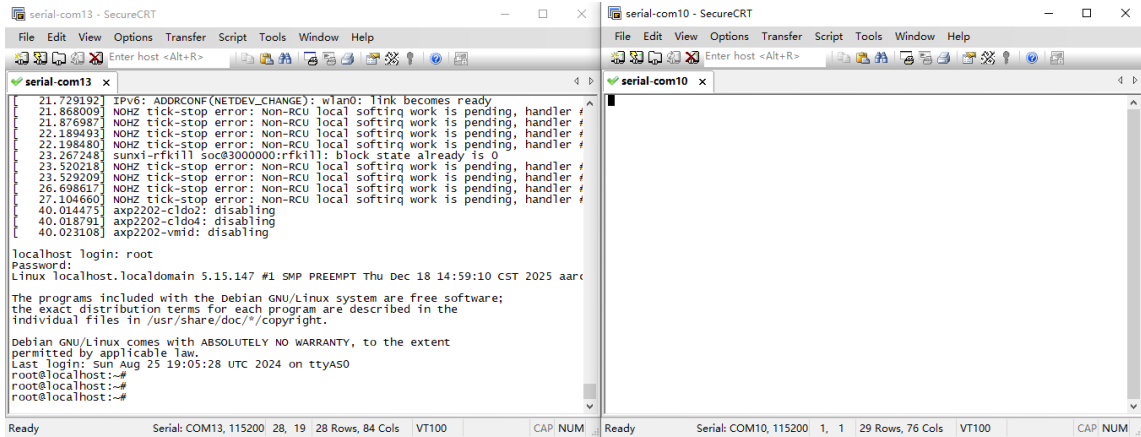 serial-com13 - SecureCRT
File Edit View Options Transfer Script Tools Window Help
Enter host <Alt+R>
serial-com13
[ 21.729192] IPv6: ADDRCONF(NETDEV_CHANGE): wlan0: link becomes ready
[ 21.868009] NOHZ tick-stop error: Non-RCU local softirq work is pending, handler #
[ 21.876987] NOHZ tick-stop error: Non-RCU local softirq work is pending, handler #
[ 22.189493] NOHZ tick-stop error: Non-RCU local softirq work is pending, handler #
[ 22.198480] NOHZ tick-stop error: Non-RCU local softirq work is pending, handler #
[ 23.267248] sunxi-rfkill soc@3000000:rfkill: block state already is 0
[ 23.520218] NOHZ tick-stop error: Non-RCU local softirq work is pending, handler #
[ 23.529209] NOHZ tick-stop error: Non-RCU local softirq work is pending, handler #
[ 26.698617] NOHZ tick-stop error: Non-RCU local softirq work is pending, handler #
[ 27.104660] NOHZ tick-stop error: Non-RCU local softirq work is pending, handler #
[ 40.014475] axp2202-cldo2: disabling
[ 40.018791] axp2202-cldo4: disabling
[ 40.023108] axp2202-vmid: disabling
localhost login: root
Password:
Linux localhost.localdomain 5.15.147 #1 SMP PREEMPT Thu Dec 18 14:59:10 CST 2025 aarc
The programs included with the Debian GNU/Linux system are free software;
the exact distribution terms for each program are described in the
individual files in /usr/share/doc/*/copyright.
Debian GNU/Linux comes with ABSOLUTELY NO WARRANTY, to the extent
permitted by applicable law.
Last login: Sun Aug 25 19:05:28 UTC 2024 on ttyAS0
root@localhost:~#
root@localhost:~#
root@localhost:~#
Ready Serial: COM13, 115200 28, 19 28 Rows, 84 Cols VT100 CAP NUM
serial-com10 - SecureCRT
File Edit View Options Transfer Script Tools Window Help
Enter host <Alt+R>
serial-com10
Ready Serial: COM10, 115200 1, 1 29 Rows, 76 Cols VT100 CAP NUM